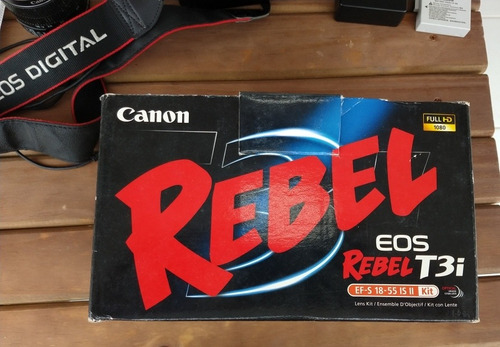 EOS DIGITAL
Canon
FULL HD
1080
REBEL
EOS
REBEL T3i
EF-S 18-55 IS II Kit
Lens Kit / Ensemble D'Objectif / Kit con Lente